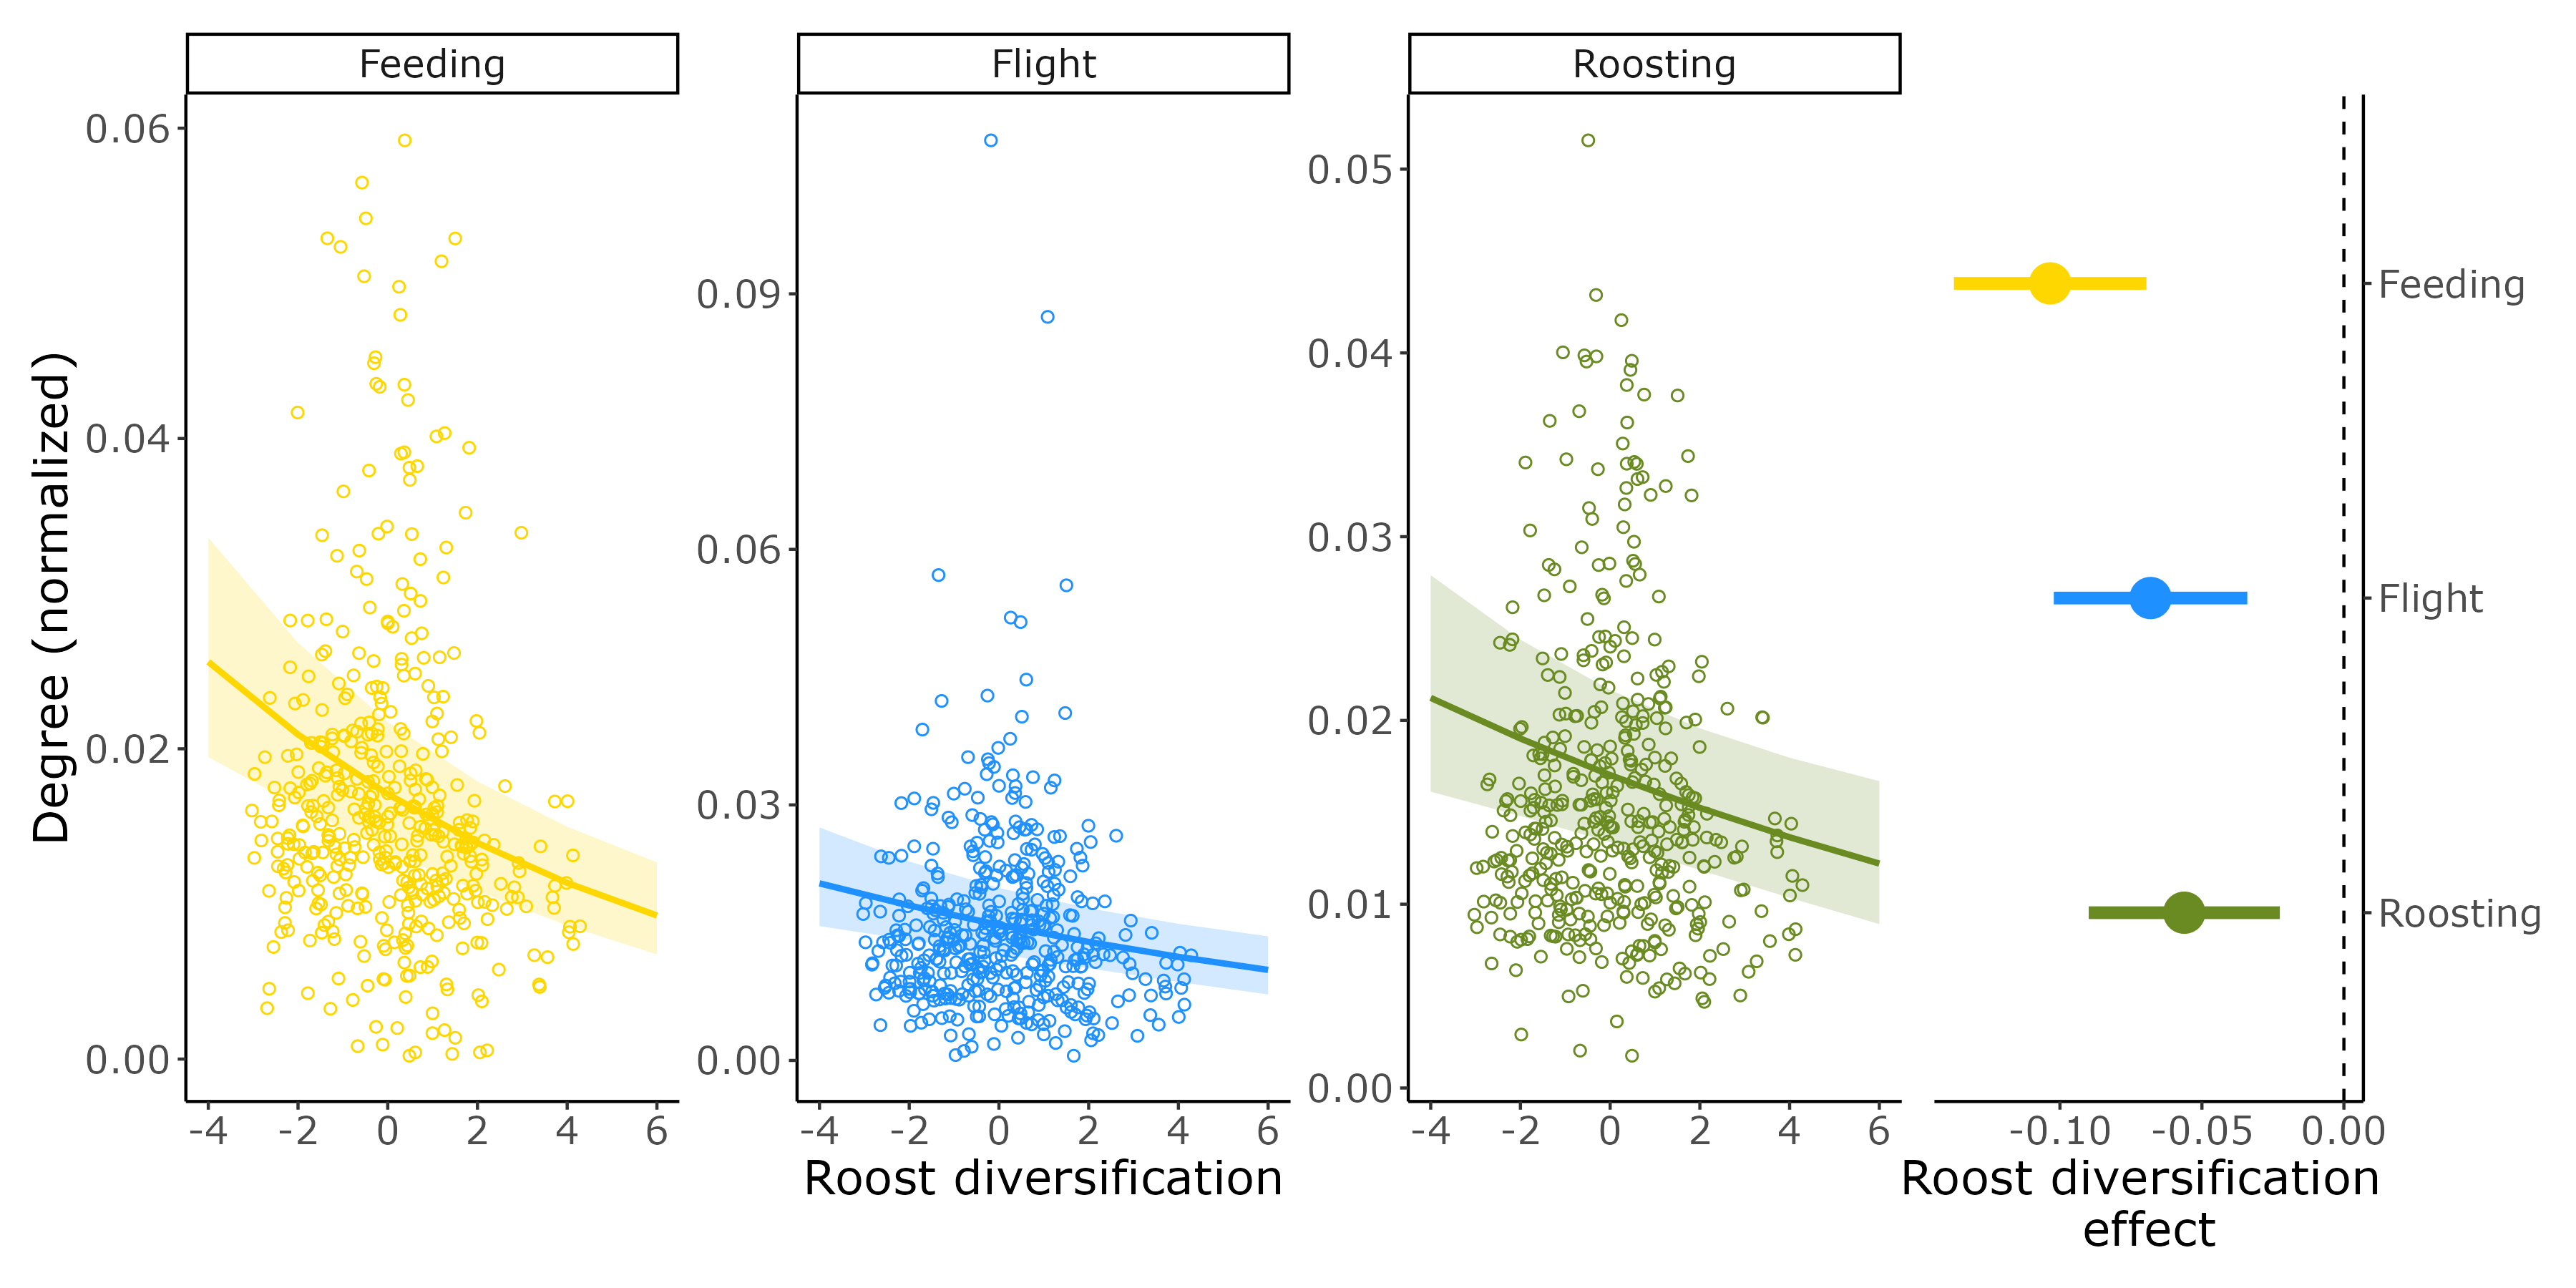 Feeding
Flight
Roosting
Degree (normalized)
0.06
0.04
0.02
0.00
0.09
0.06
0.03
0.00
0.05
0.04
0.03
0.02
0.01
0.00
Feeding
Flight
Roosting
-4 -2 0 2 4 6
-4 -2 0 2 4 6
-4 -2 0 2 4 6
-0.10 -0.05 0.00
Roost diversification
Roost diversification
effect